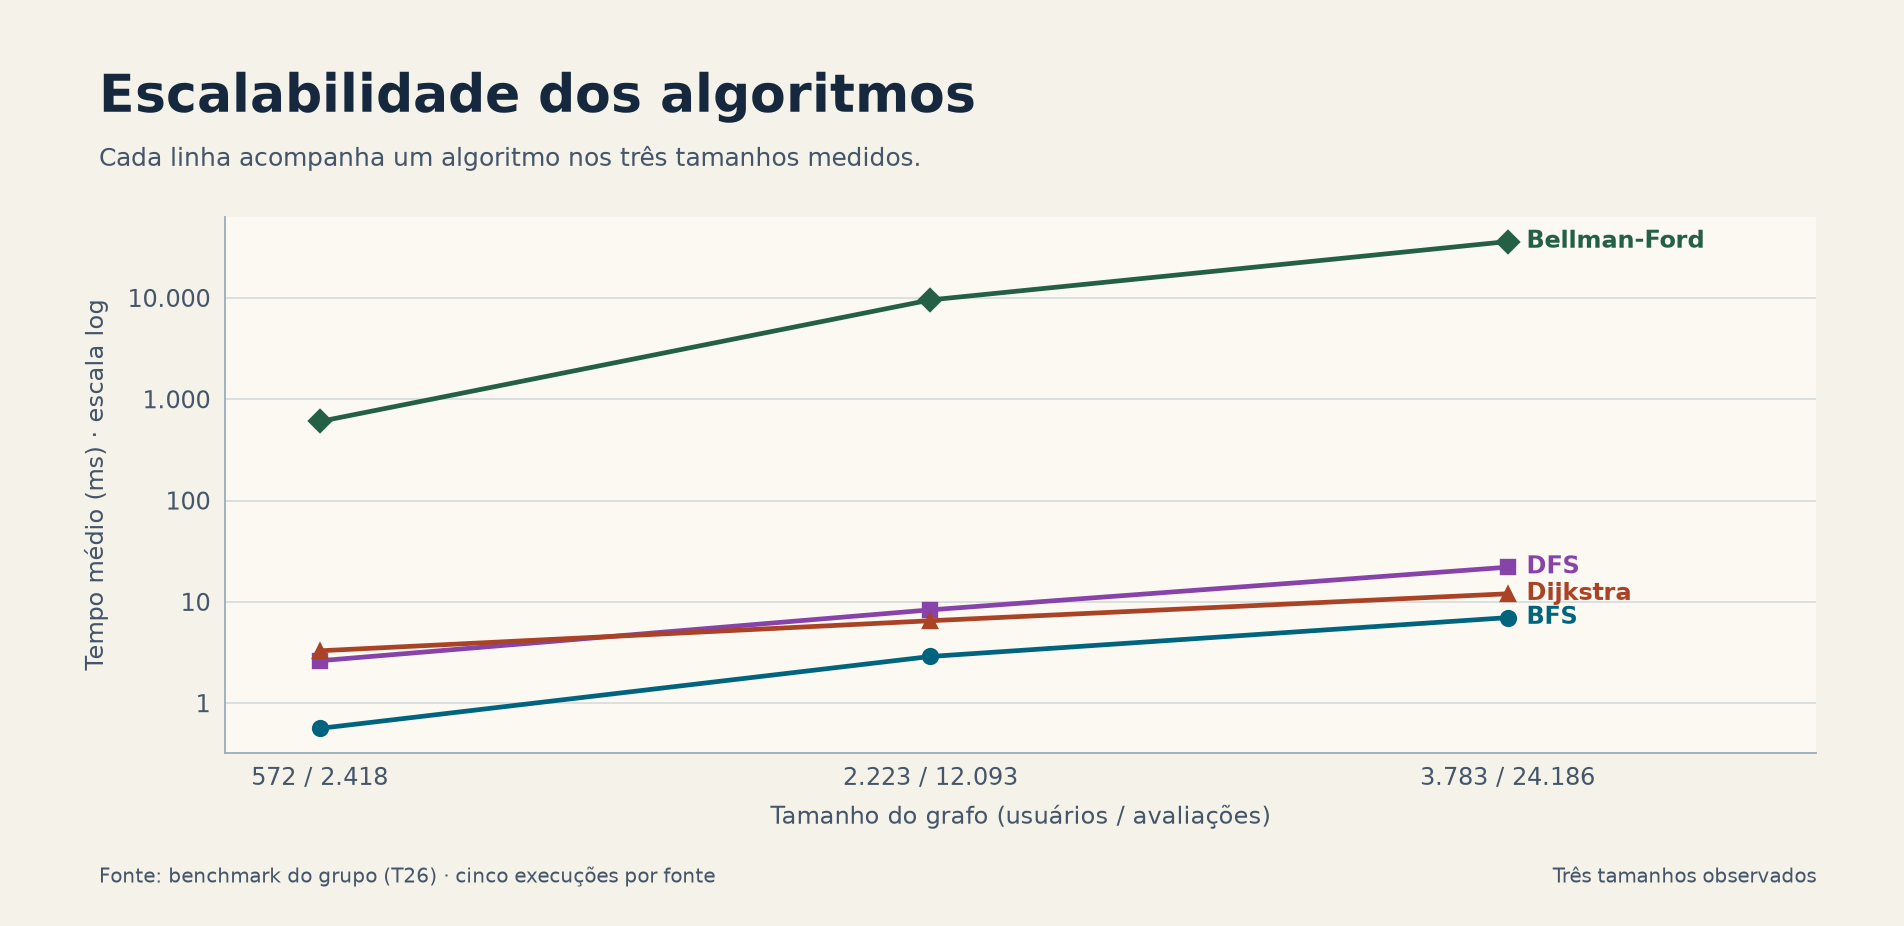 Escalabilidade dos algoritmos
Cada linha acompanha um algoritmo nos três tamanhos medidos.
Tempo médio (ms) · escala log
10.000
1.000
100
10
1
Bellman-Ford
DFS
Dijkstra
BFS
572 / 2.418
2.223 / 12.093
3.783 / 24.186
Tamanho do grafo (usuários / avaliações)
Fonte: benchmark do grupo (T26) · cinco execuções por fonte
Três tamanhos observados